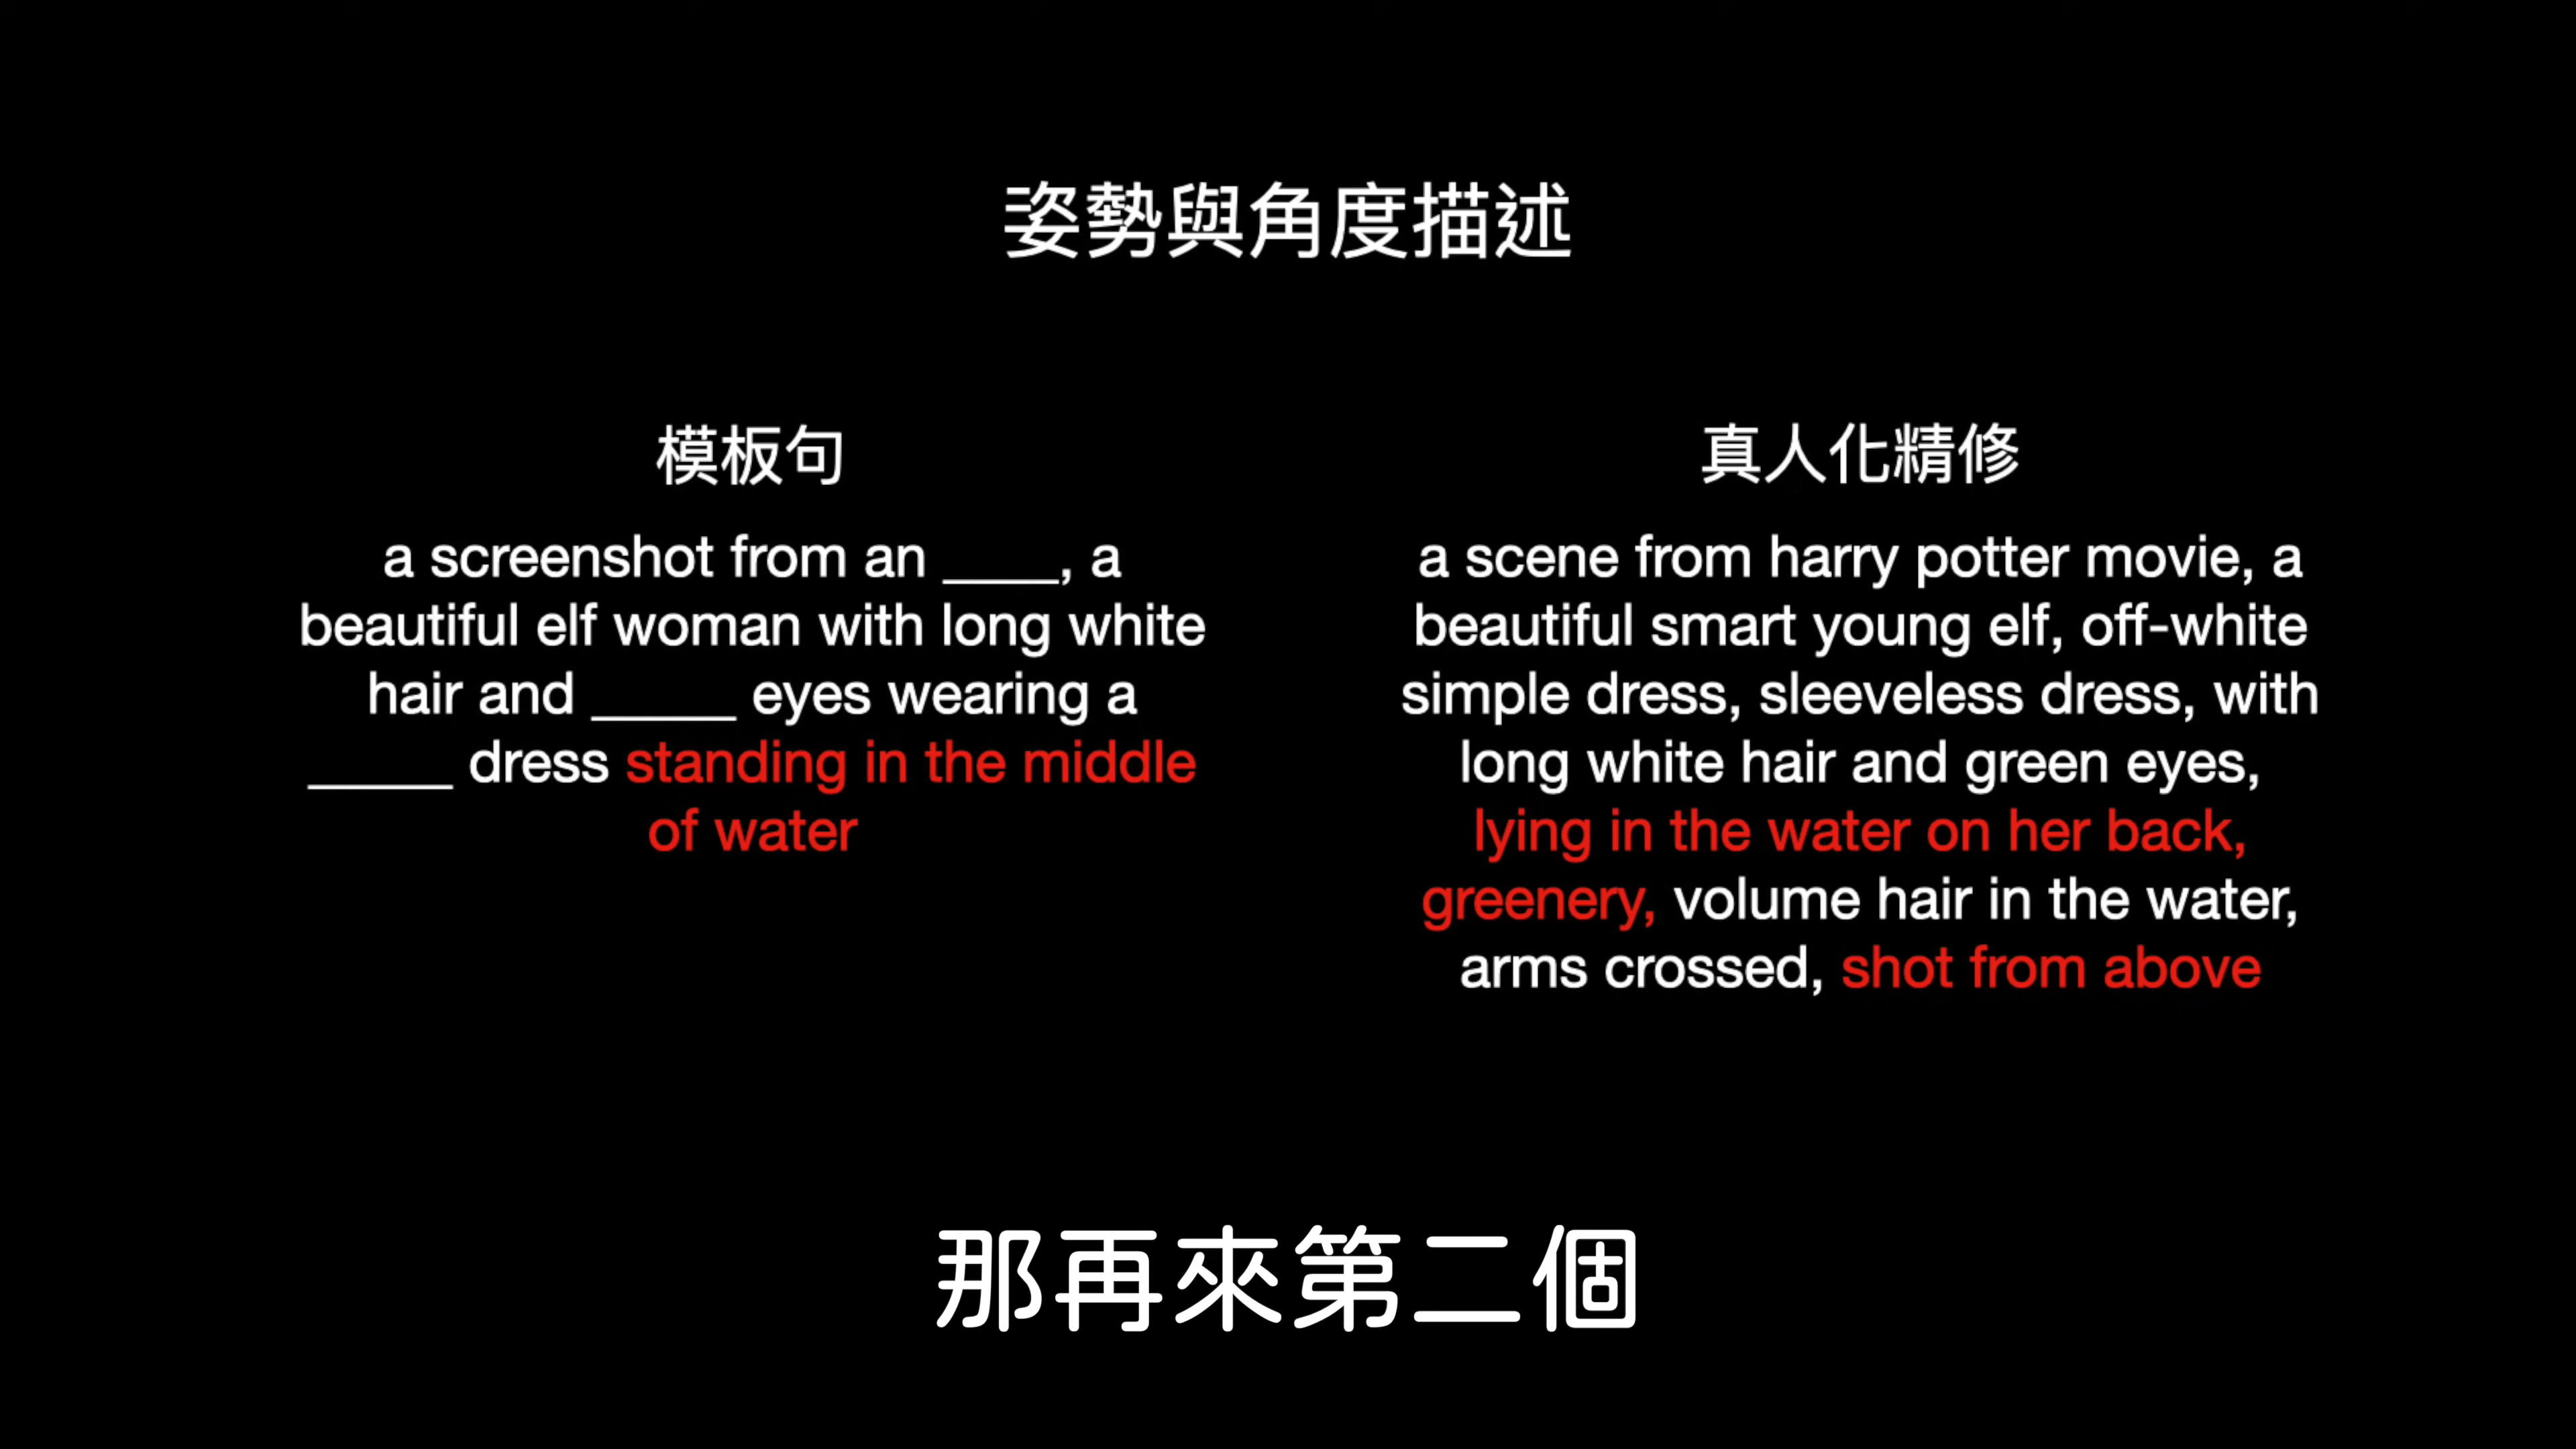 姿勢與角度描述
模板句
a screenshot from an ____, a
beautiful elf woman with long white
hair and _____ eyes wearing a
_____ dress standing in the middle
of water
真人化精修
a scene from harry potter movie, a
beautiful smart young elf, off-white
simple dress, sleeveless dress, with
long white hair and green eyes,
lying in the water on her back,
greenery, volume hair in the water,
arms crossed, shot from above
那再來第二個